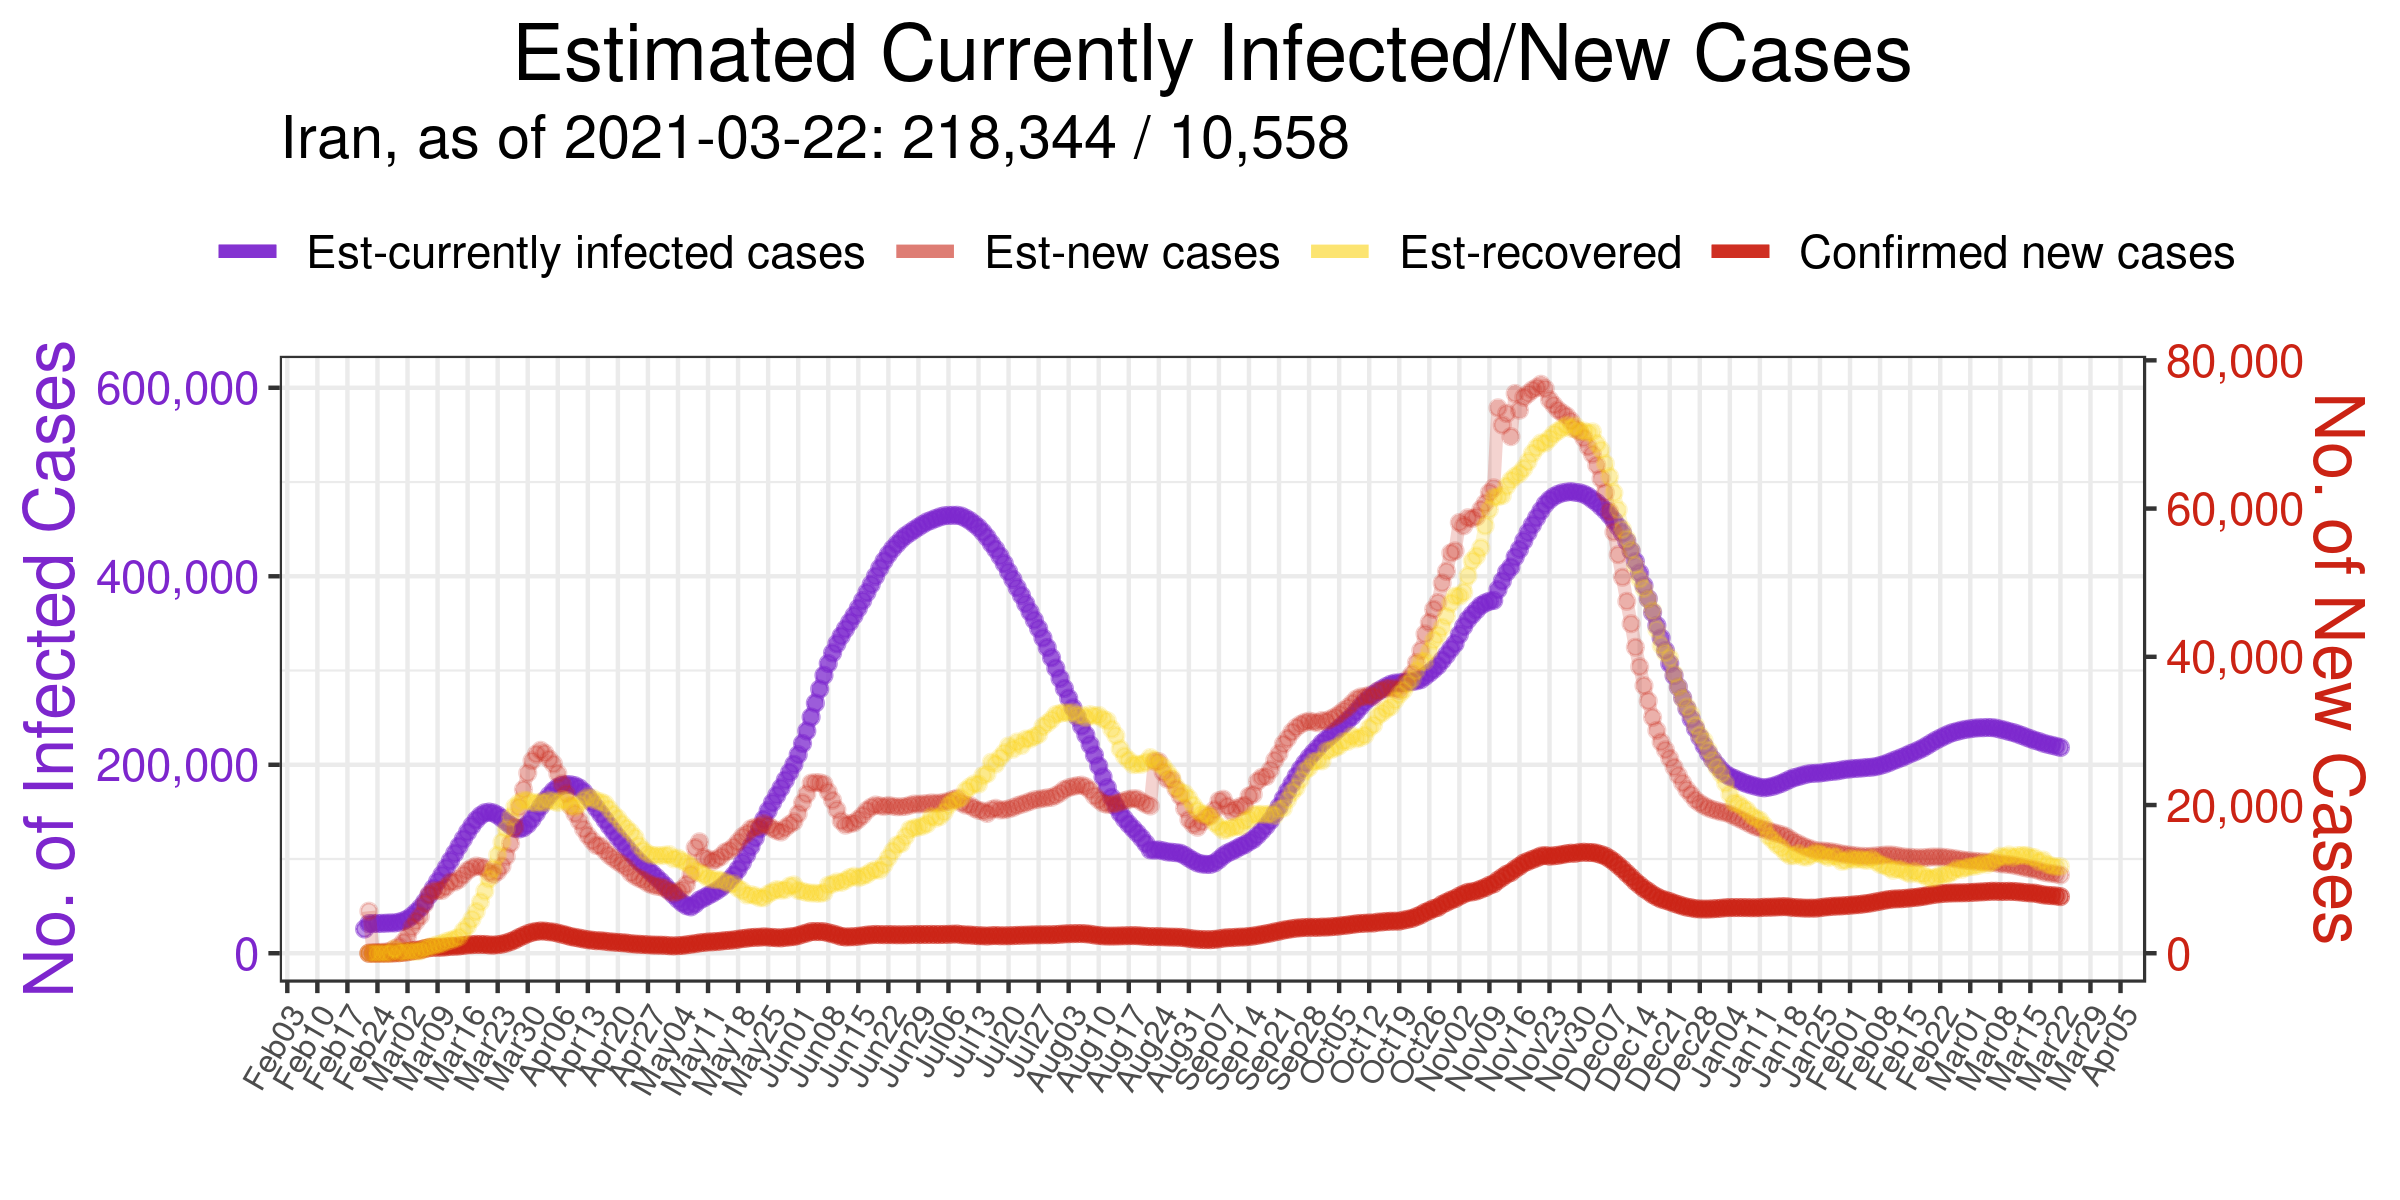 Estimated Currently Infected/New Cases
Iran, as of 2021-03-22: 218,344 / 10,558
Est-currently infected cases Est-new cases Est-recovered Confirmed new cases
No. of Infected Cases
600,000
400,000
200,000
0
80,000
60,000
40,000
20,000
0
No. of New Cases
Feb03 Feb10 Feb17 Feb24 Mar02 Mar09 Mar16 Mar23 Mar30 Apr06 Apr13 Apr20 Apr27 May04 May11 May18 May25 Jun01 Jun08 Jun15 Jun22 Jun29 Jul06 Jul13 Jul20 Jul27 Aug03 Aug10 Aug17 Aug24 Aug31 Sep07 Sep14 Sep21 Sep28 Oct05 Oct12 Oct19 Oct26 Nov02 Nov09 Nov16 Nov23 Nov30 Dec07 Dec14 Dec21 Dec28 Jan04 Jan11 Jan18 Jan25 Feb01 Feb08 Feb15 Feb22 Mar01 Mar08 Mar15 Mar22 Mar29 Apr05